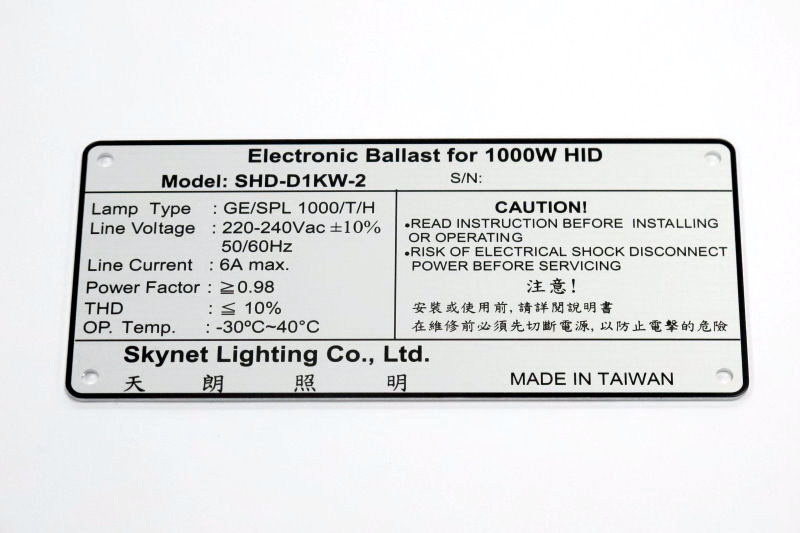 Electronic Ballast for 1000W HID
Model: SHD-D1KW-2 S/N:
Lamp Type : GE/SPL 1000/T/H
Line Voltage : 220-240Vac ±10%
50/60Hz
Line Current : 6A max.
Power Factor : ≧0.98
THD : ≦ 10%
OP. Temp. : -30ºC~40°C
CAUTION!
•READ INSTRUCTION BEFORE INSTALLING
OR OPERATING
•RISK OF ELECTRICAL SHOCK DISCONNECT
POWER BEFORE SERVICING
注意!
安裝或使用前,請詳閱說明書
在維修前必須先切斷電源,以防止電擊的危險
Skynet Lighting Co., Ltd.
天朗照明 MADE IN TAIWAN